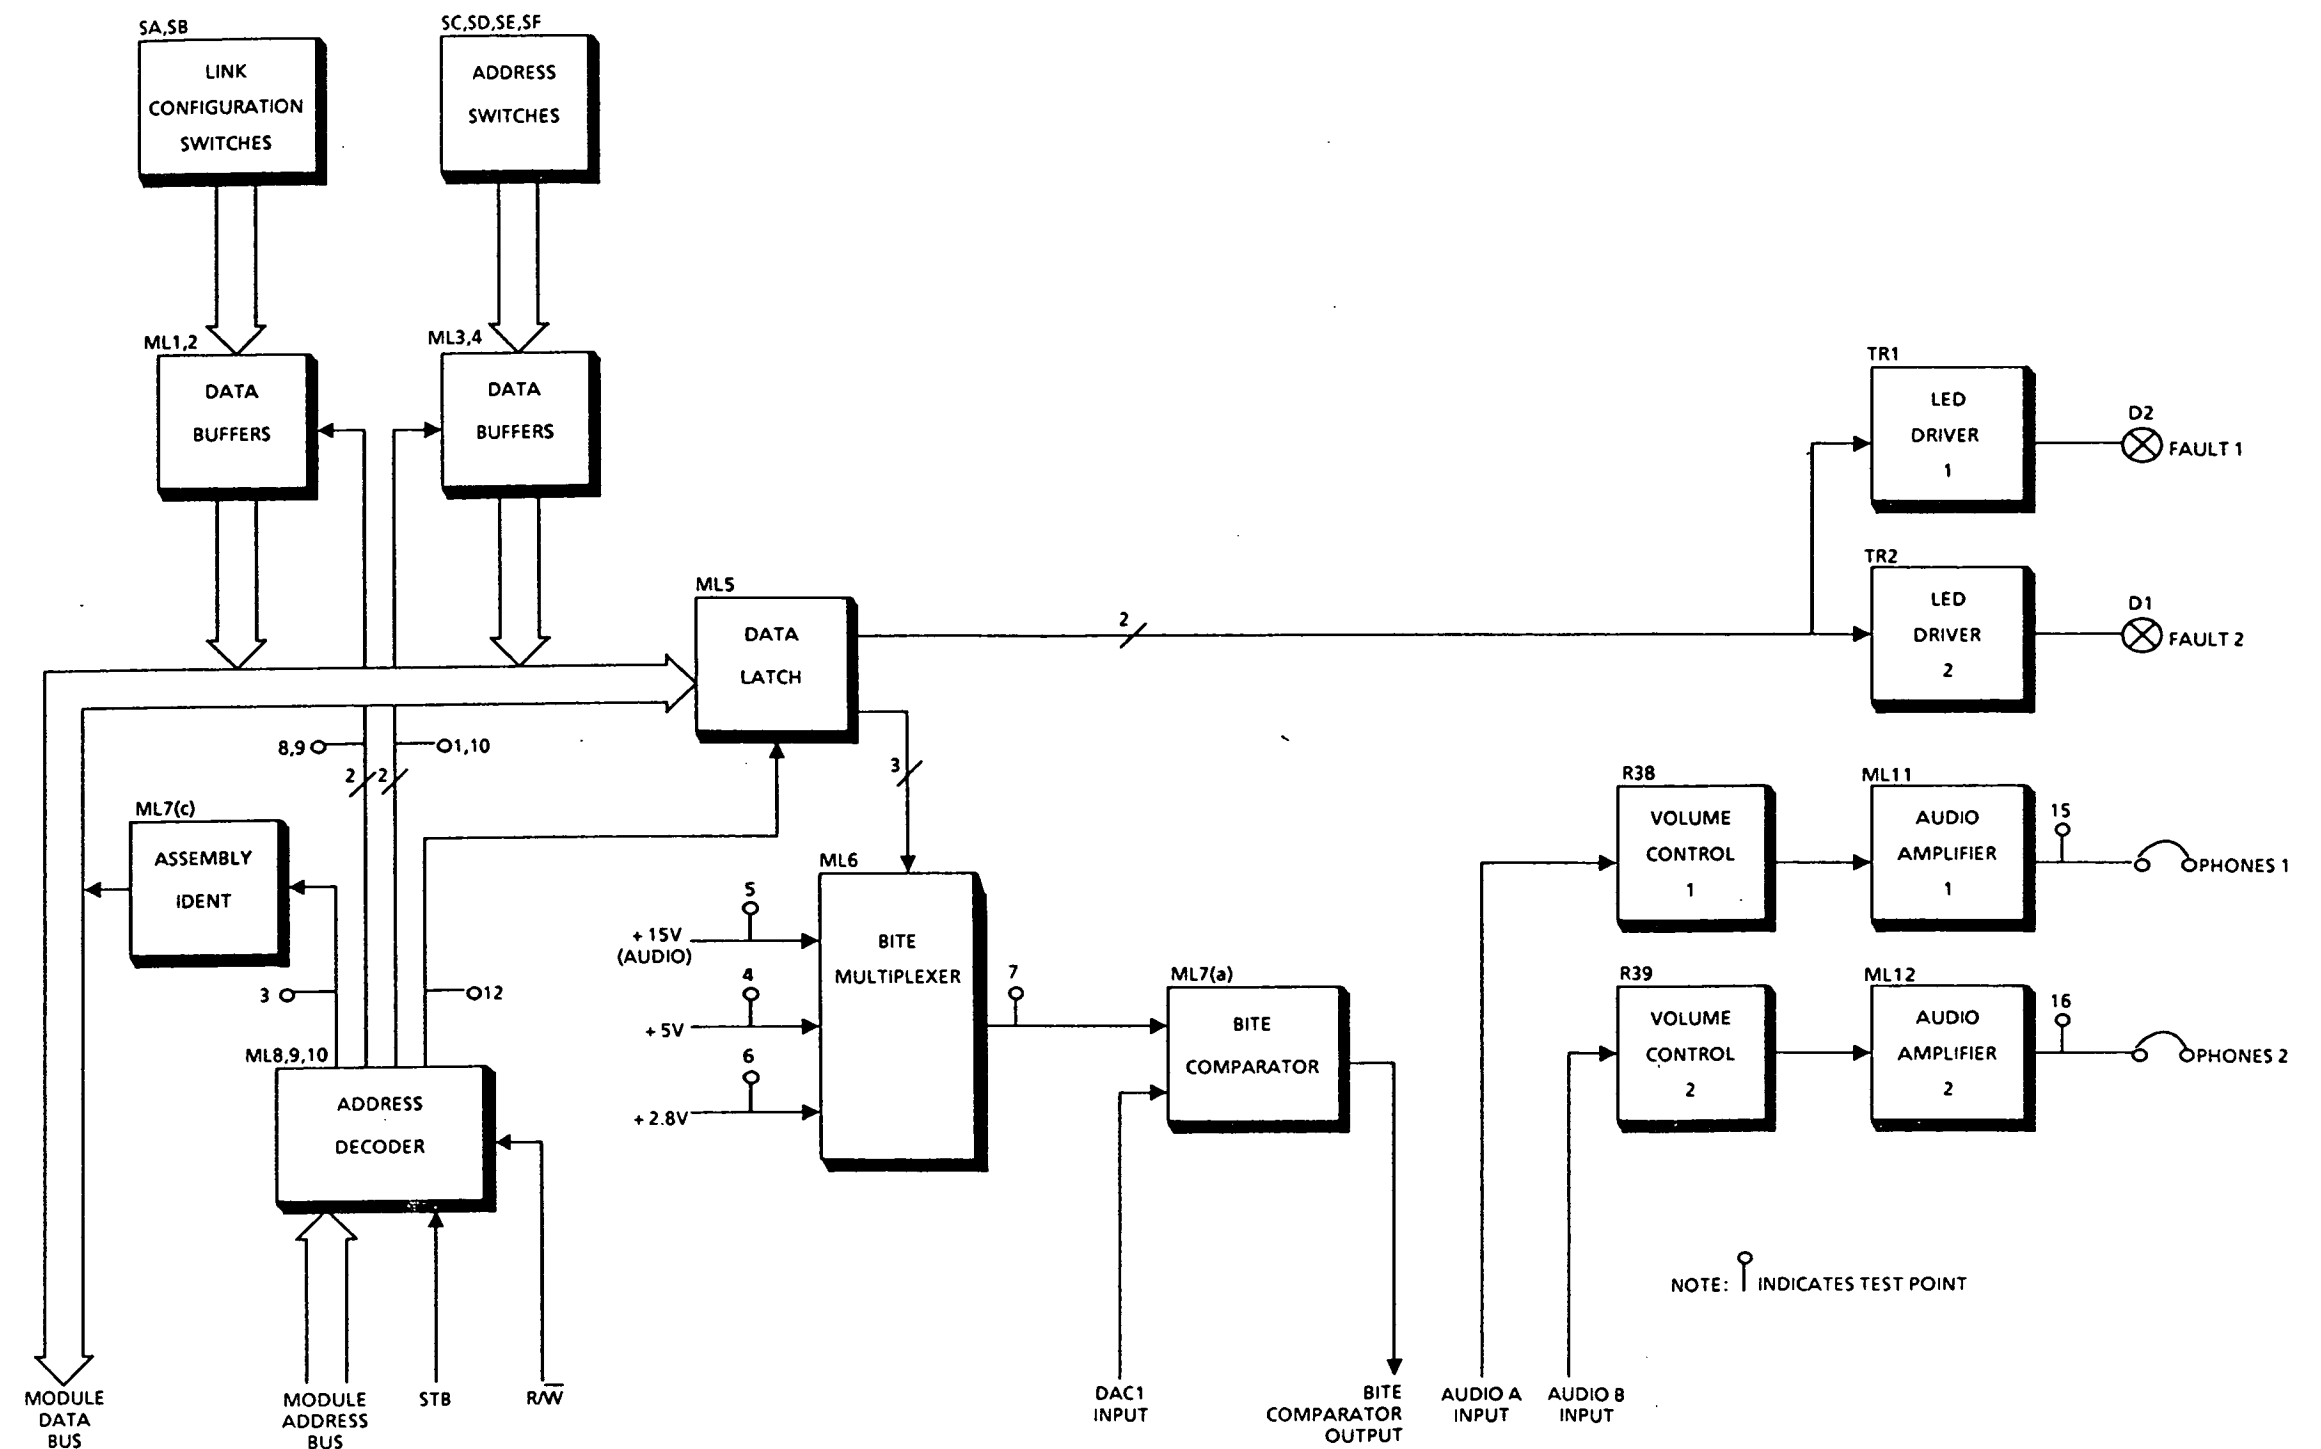 SA,SB
LINK
CONFIGURATION
SWITCHES
SC,SD,SE,SF
ADDRESS
SWITCHES
ML1,2
DATA
BUFFERS
ML3,4
DATA
BUFFERS
TR1
LED
DRIVER
1
D2
FAULT 1
TR2
LED
DRIVER
2
D1
FAULT 2
ML5
DATA
LATCH
2
8,9
1,10
2
2
3
ML7(c)
ASSEMBLY
IDENT
3
12
ML8,9,10
ADDRESS
DECODER
ML6
BITE
MULTIPLEXER
5
+ 15V
(AUDIO)
4
+ 5V
6
+ 2.8V
7
ML7(a)
BITE
COMPARATOR
R38
VOLUME
CONTROL
1
ML11
AUDIO
AMPLIFIER
1
15
PHONES 1
R39
VOLUME
CONTROL
2
ML12
AUDIO
AMPLIFIER
2
16
PHONES 2
NOTE: INDICATES TEST POINT
MODULE
DATA
BUS
MODULE
ADDRESS
BUS
STB
R/W̅
DAC1
INPUT
BITE
COMPARATOR
OUTPUT
AUDIO A
INPUT
AUDIO B
INPUT